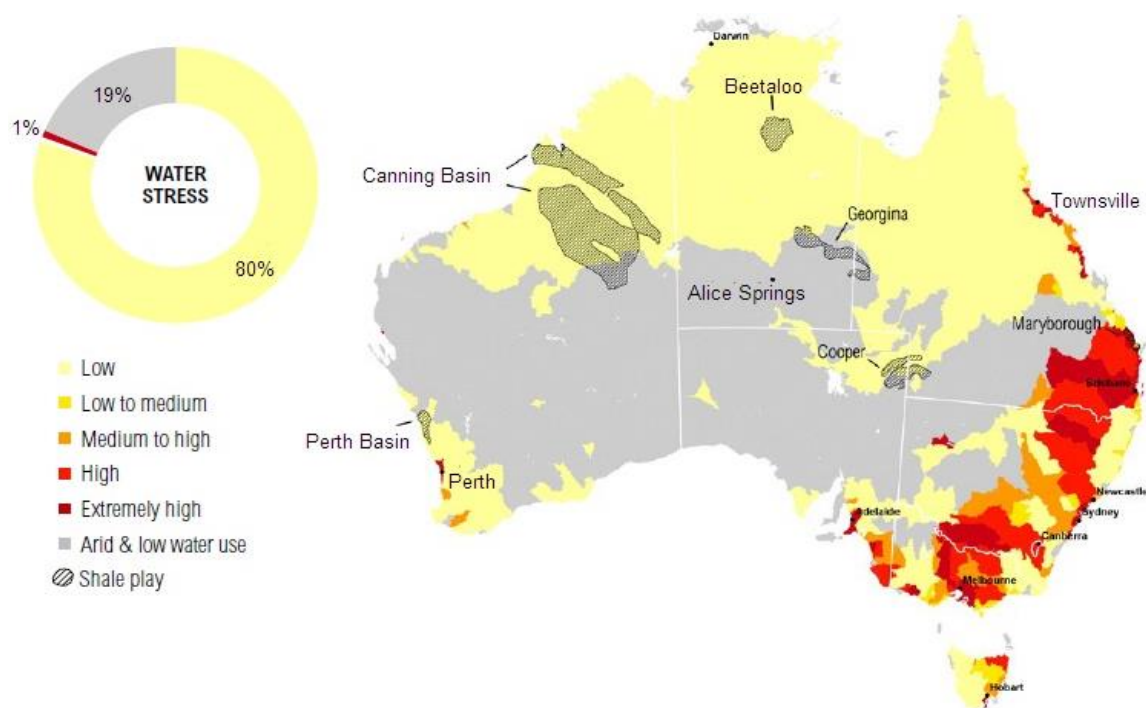 19%
1%
WATER
STRESS
80%
Low
Low to medium
Medium to high
High
Extremely high
Arid & low water use
Shale play
Darwin
Beetaloo
Canning Basin
Georgina
Townsville
Alice Springs
Maryborough
Cooper
Brisbane
Perth Basin
Perth
Newcastle
Adelaide
Sydney
Canberra
Melbourne
Hobart